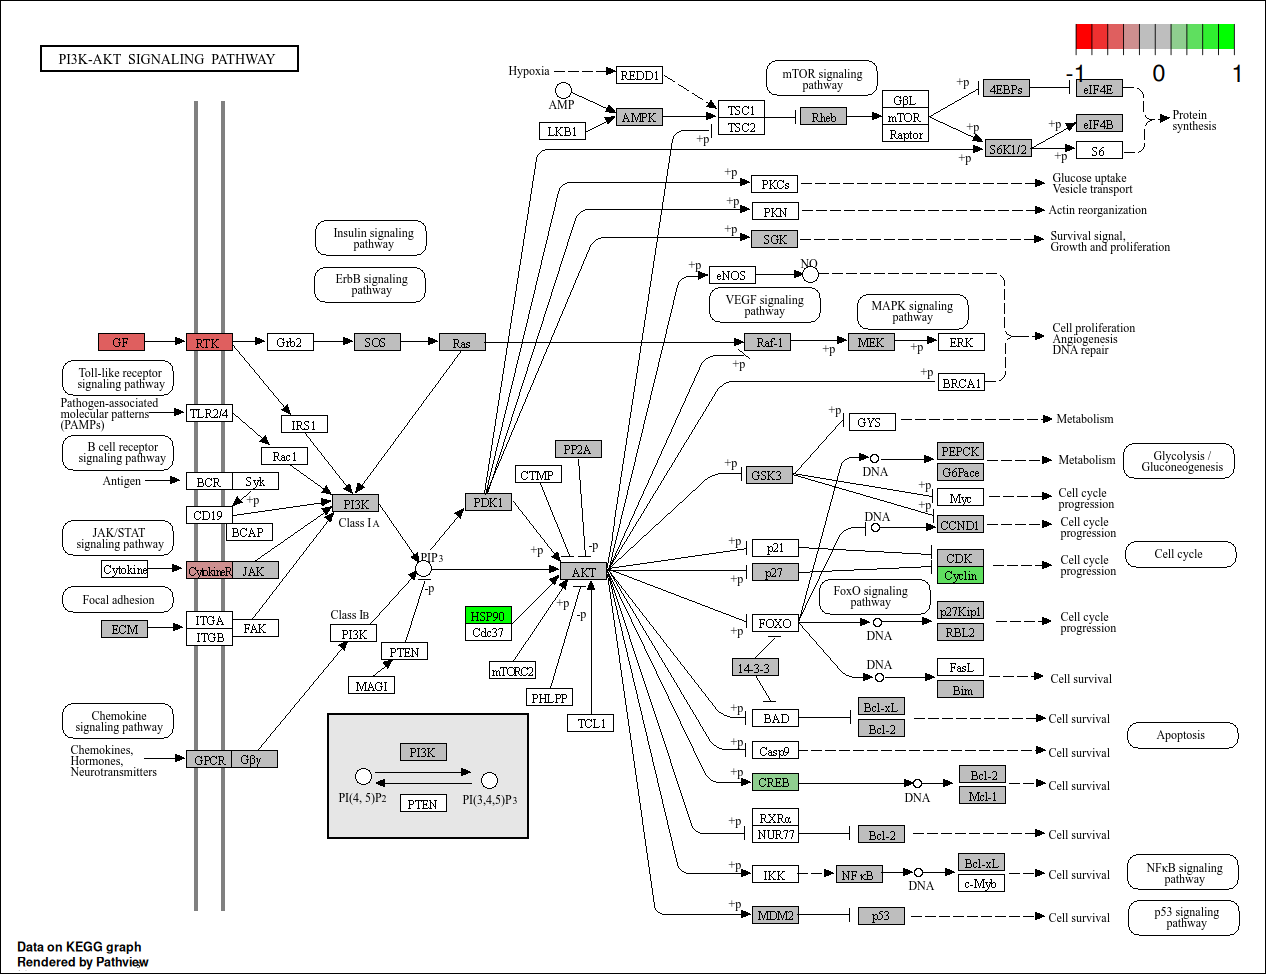 PI3K-AKT SIGNALING PATHWAY
-1
0
1
Hypoxia
REDD1
AMP
LKB1
AMPK
TSC1
TSC2
+p
mTOR signaling
pathway
Rheb
GβL
mTOR
Raptor
+p
4EBPs
eIF4E
+p
S6K1/2
+p
+p
eIF4B
+p
S6
Protein
synthesis
+p
PKCs
Glucose uptake
Vesicle transport
+p
PKN
Actin reorganization
+p
SGK
Survival signal,
Growth and proliferation
Insulin signaling
pathway
ErbB signaling
pathway
+p
eNOS
NO
VEGF signaling
pathway
MAPK signaling
pathway
GF
RTK
Grb2
SOS
Ras
Raf-1
+p
+p
MEK
+p
ERK
Cell proliferation
Angiogenesis
DNA repair
+p
BRCA1
Toll-like receptor
signaling pathway
Pathogen-associated
molecular patterns
(PAMPs)
TLR2/4
IRS1
Rac1
B cell receptor
signaling pathway
Antigen
BCR
Syk
+p
CD19
BCAP
PI3K
Class IA
JAK/STAT
signaling pathway
Cytokine
CytokineR
JAK
Focal adhesion
ECM
ITGA
ITGB
FAK
Class IB
PI3K
PIP3
-p
PTEN
MAGI
PDK1
PP2A
CTMP
+p
-p
AKT
HSP90
Cdc37
+p
-p
mTORC2
PHLPP
TCL1
Chemokine
signaling pathway
Chemokines,
Hormones,
Neurotransmitters
GPCR
Gβγ
PI3K
PI(4, 5)P2
PI(3,4,5)P3
PTEN
+p
GYS
Metabolism
+p
GSK3
DNA
PEPCK
G6Pace
Metabolism
Glycolysis /
Gluconeogenesis
+p
Myc
Cell cycle
progression
+p
DNA
CCND1
Cell cycle
progression
+p
p21
+p
p27
CDK
Cyclin
Cell cycle
progression
Cell cycle
FoxO signaling
pathway
+p
FOXO
DNA
p27Kip1
RBL2
Cell cycle
progression
14-3-3
DNA
FasL
Bim
Cell survival
+p
BAD
Bcl-xL
Bcl-2
Cell survival
+p
Casp9
Cell survival
Apoptosis
+p
CREB
DNA
Bcl-2
Mcl-1
Cell survival
+p
RXRα
NUR77
Bcl-2
Cell survival
+p
IKK
NFκB
DNA
Bcl-xL
c-Myb
Cell survival
NFκB signaling
pathway
+p
MDM2
p53
Cell survival
p53 signaling
pathway
Data on KEGG graph
Rendered by Pathview